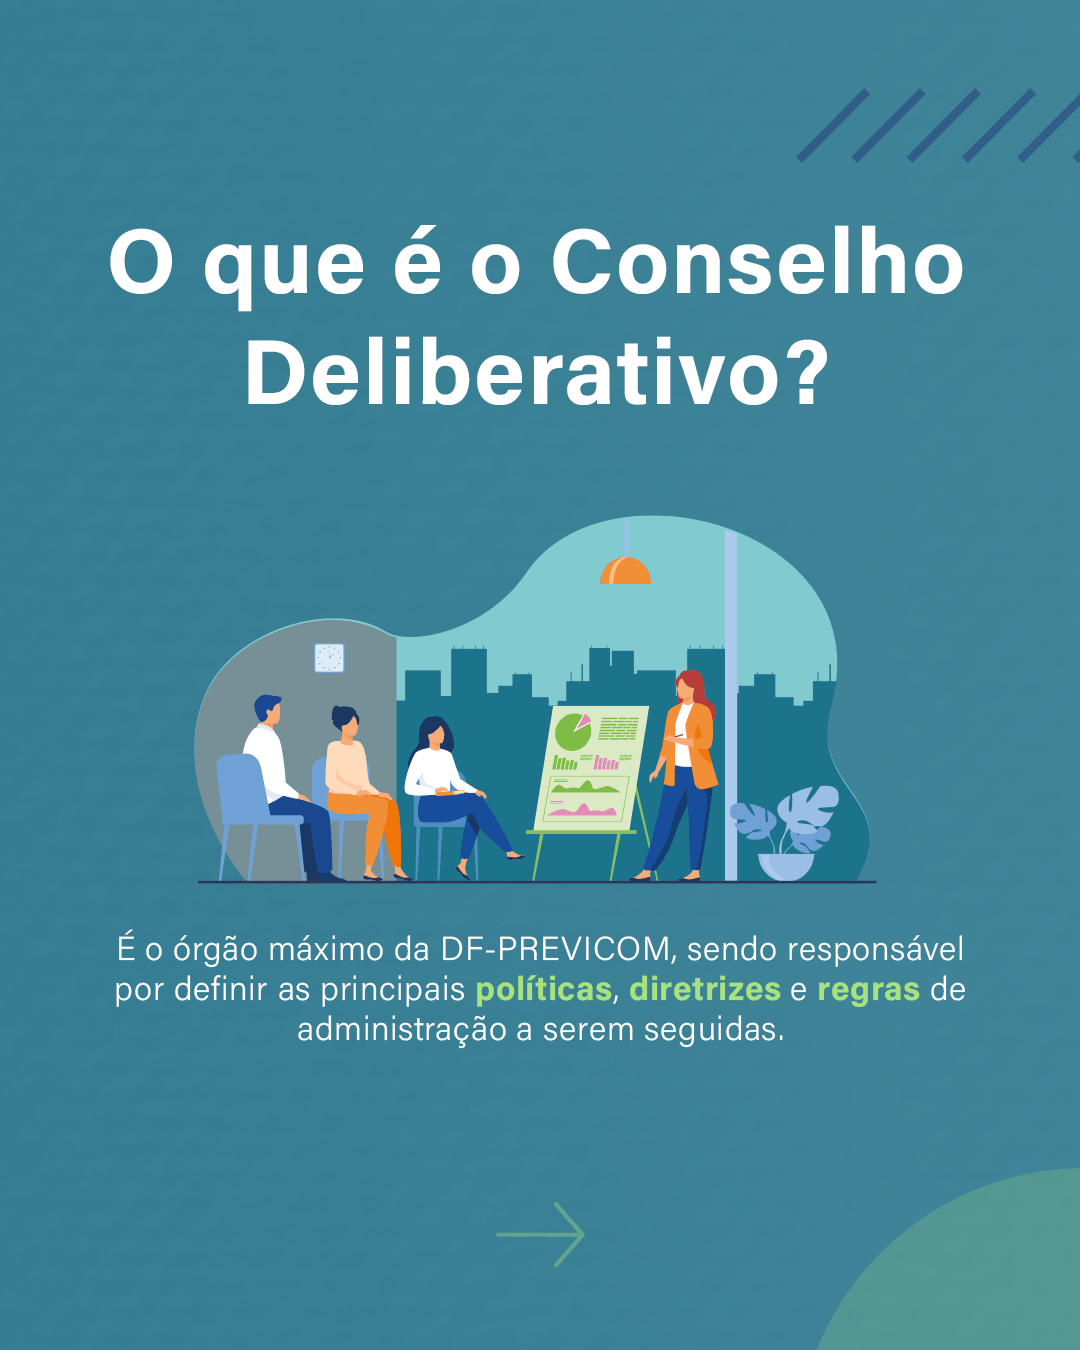 O que é o Conselho
Deliberativo?
É o órgão máximo da DF-PREVICOM, sendo responsável
por definir as principais políticas, diretrizes e regras de
administração a serem seguidas.